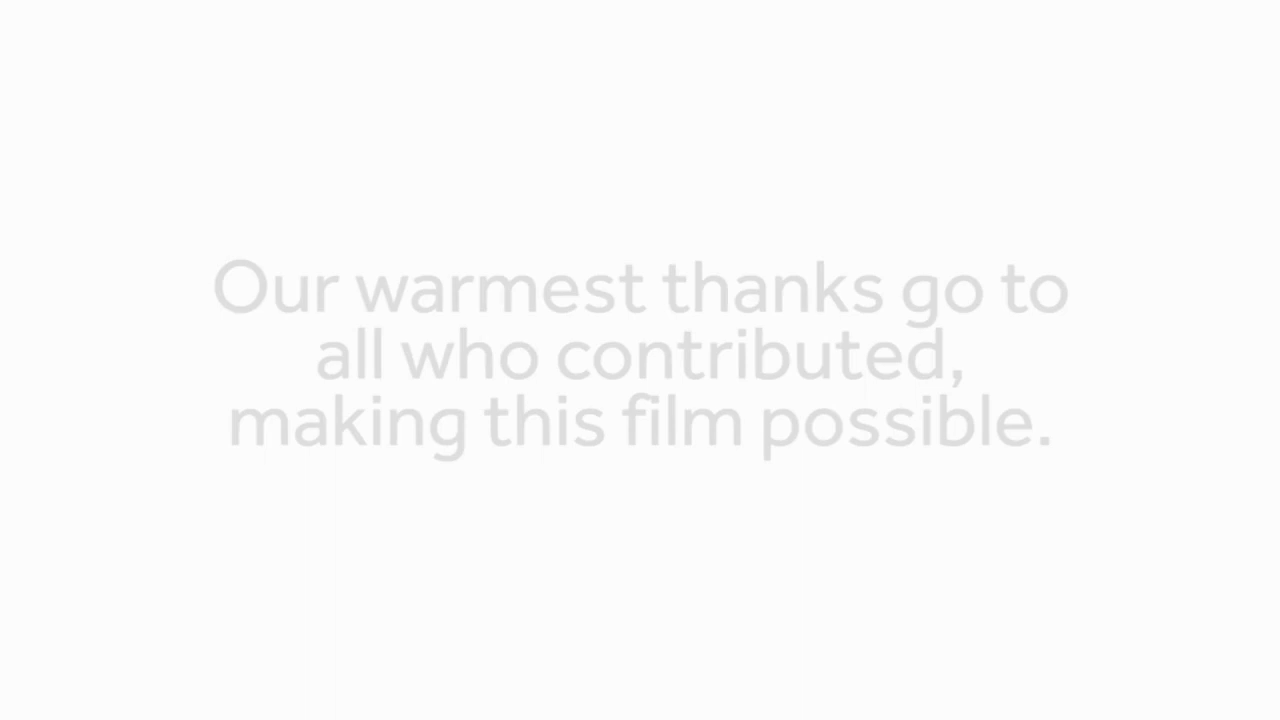 Our warmest thanks go to
all who contributed,
making this film possible.